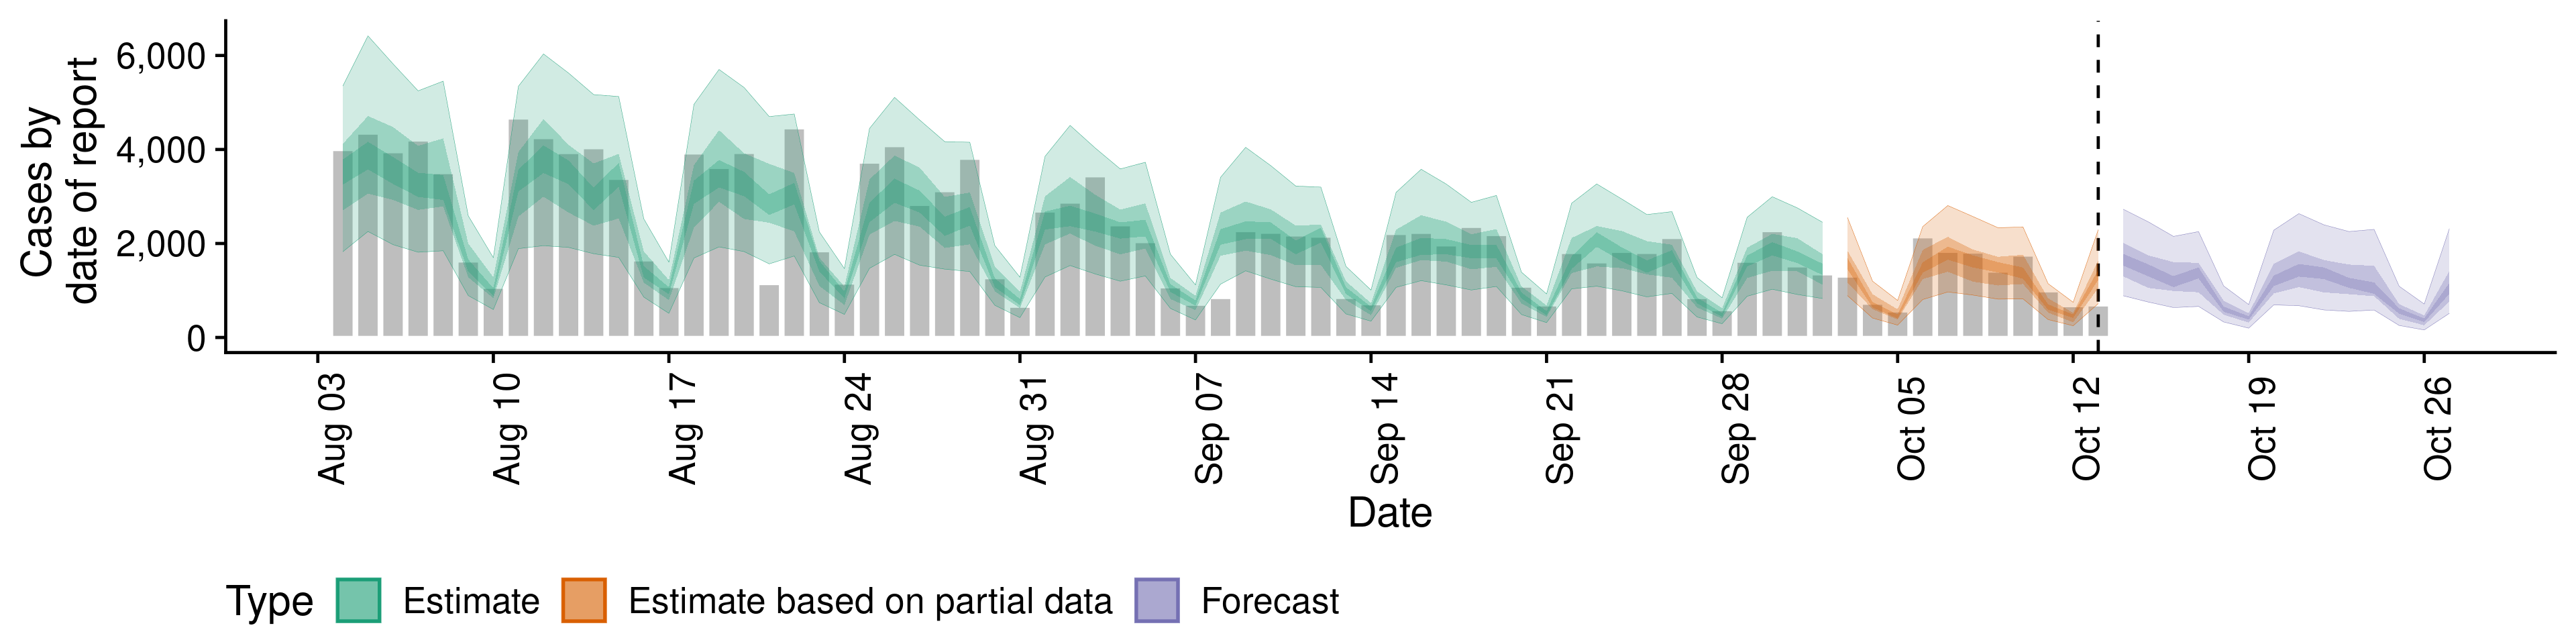 Cases by
date of report
6,000
4,000
2,000
0
Aug 03
Aug 10
Aug 17
Aug 24
Aug 31
Sep 07
Sep 14
Sep 21
Sep 28
Oct 05
Oct 12
Oct 19
Oct 26
Date
Type Estimate Estimate based on partial data Forecast